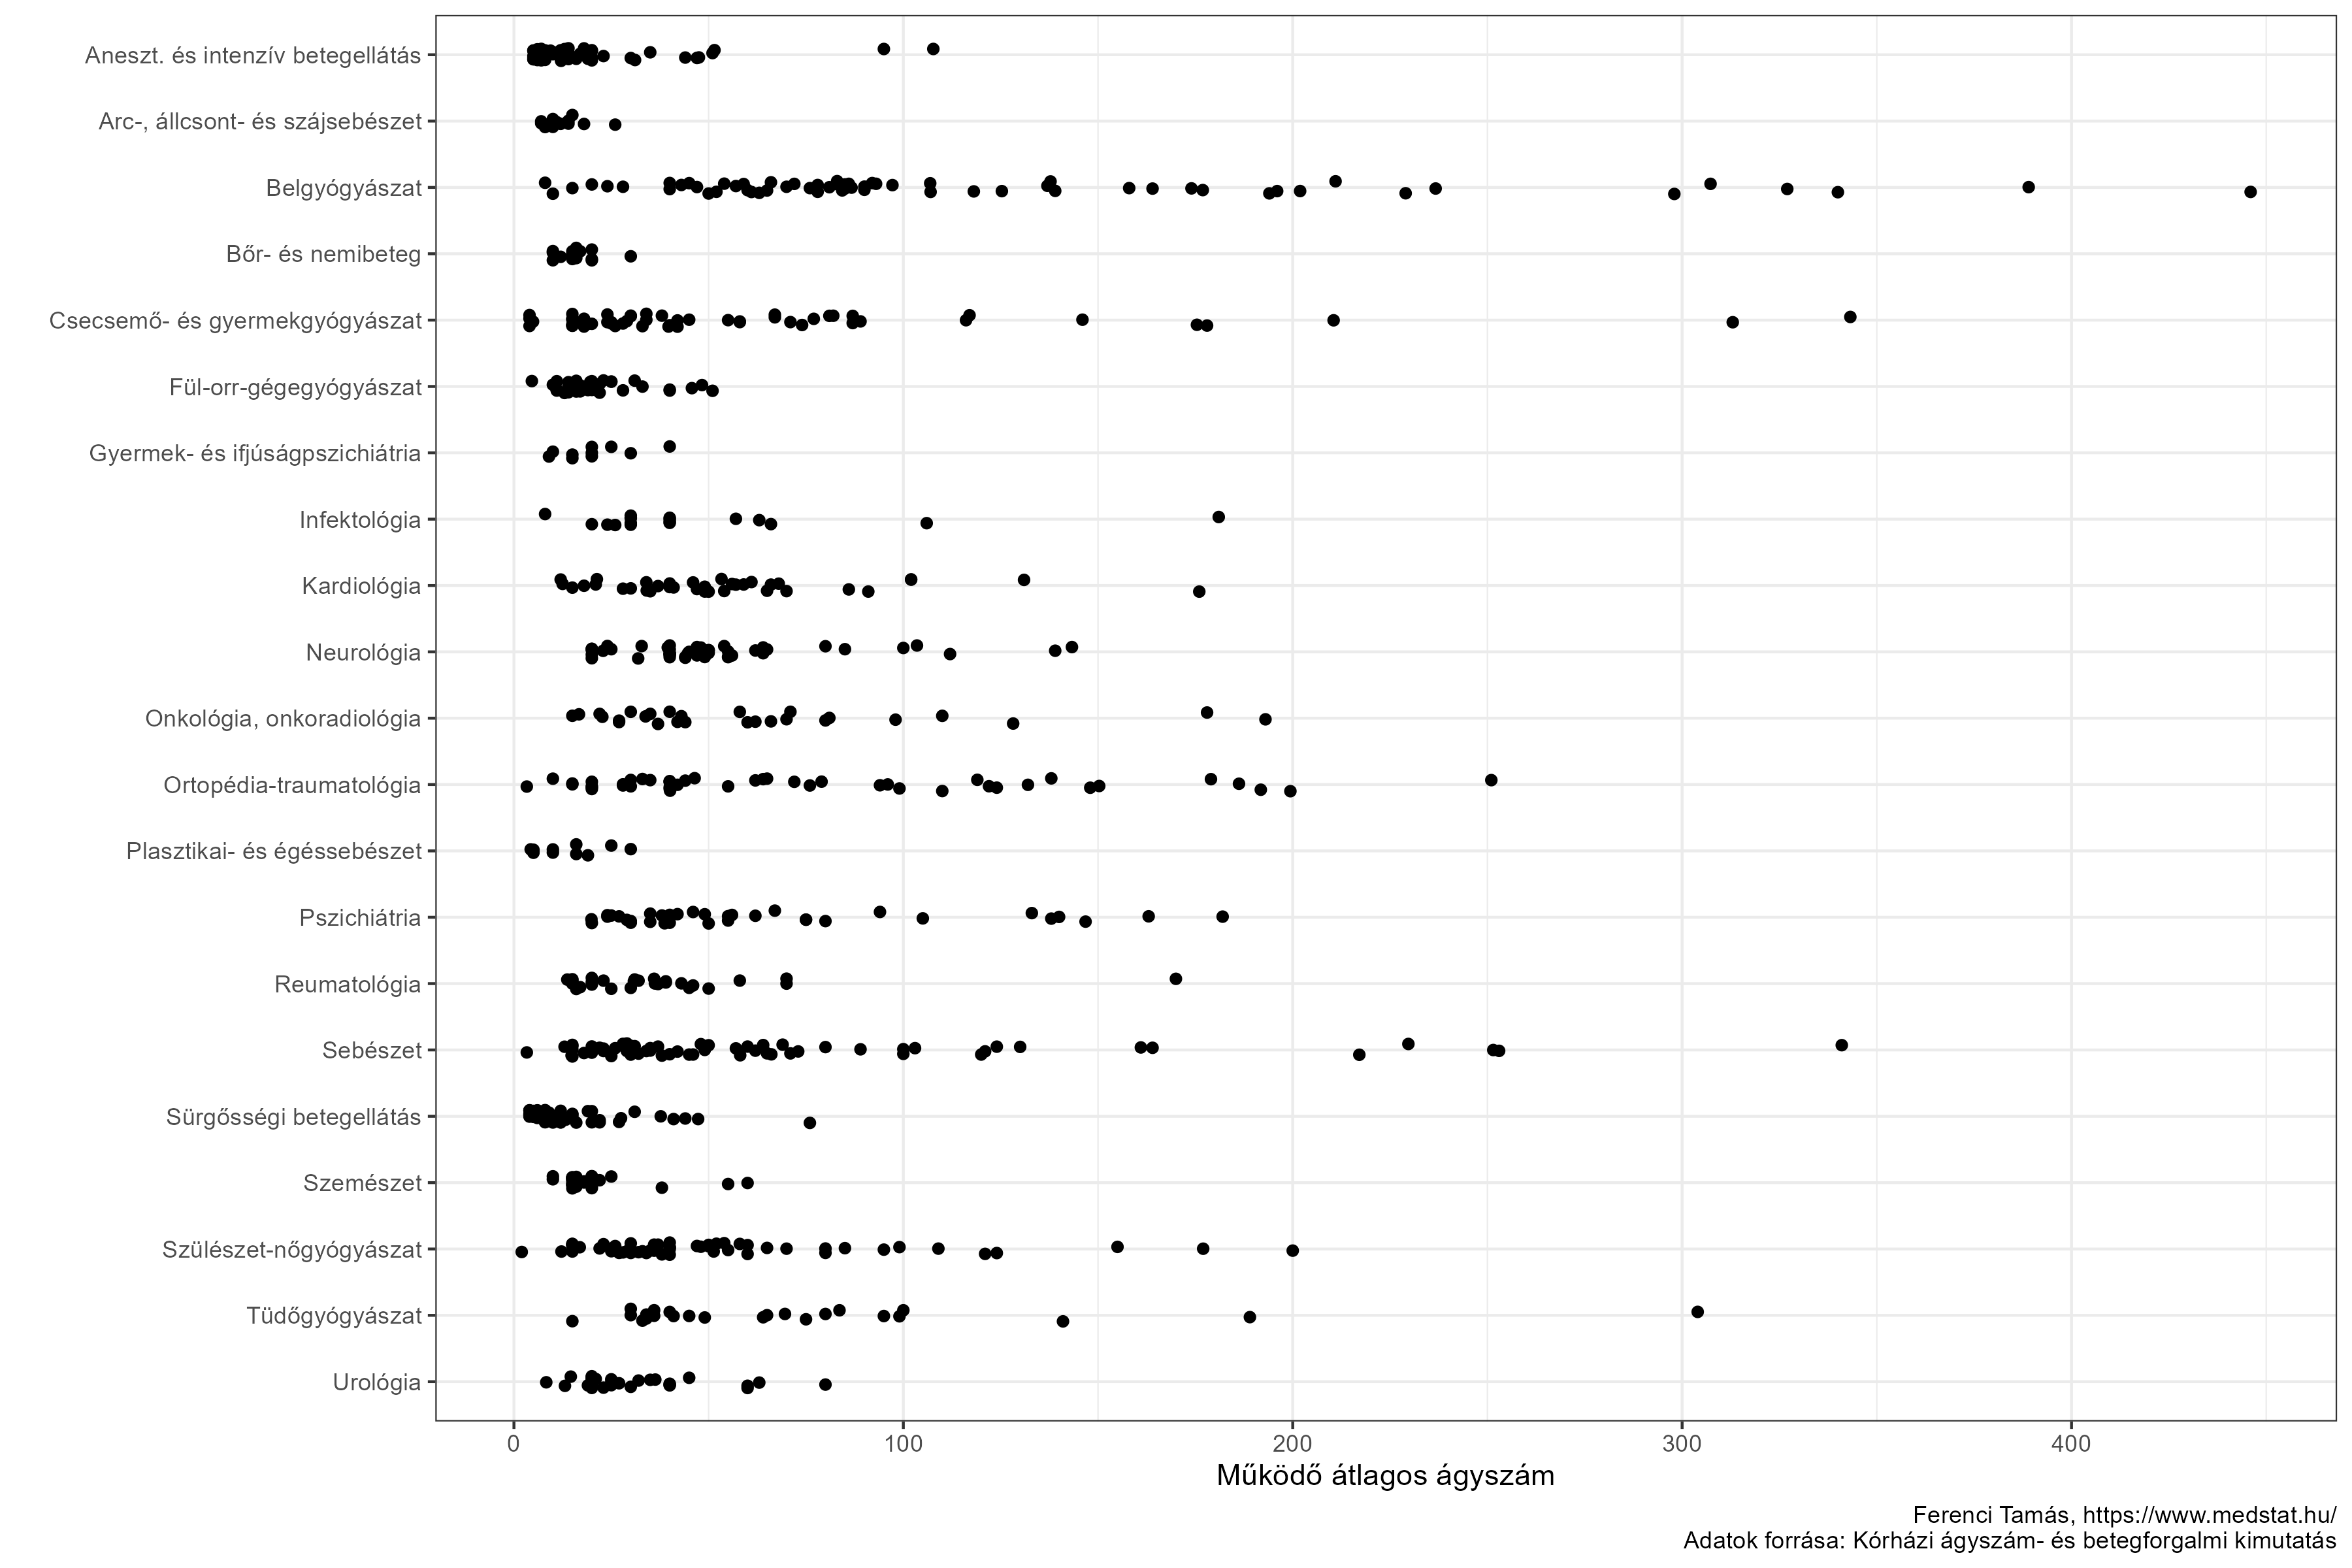 Aneszt. és intenzív betegellátás
Arc-, állcsont- és szájsebészet
Belgyógyászat
Bőr- és nemibeteg
Csecsemő- és gyermekgyógyászat
Fül-orr-gégegyógyászat
Gyermek- és ifjúságpszichiátria
Infektológia
Kardiológia
Neurológia
Onkológia, onkoradiológia
Ortopédia-traumatológia
Plasztikai- és égéssebészet
Pszichiátria
Reumatológia
Sebészet
Sürgősségi betegellátás
Szemészet
Szülészet-nőgyógyászat
Tüdőgyógyászat
Urológia
0 100 200 300 400
Működő átlagos ágyszám
Ferenci Tamás, https://www.medstat.hu/
Adatok forrása: Kórházi ágyszám- és betegforgalmi kimutatás